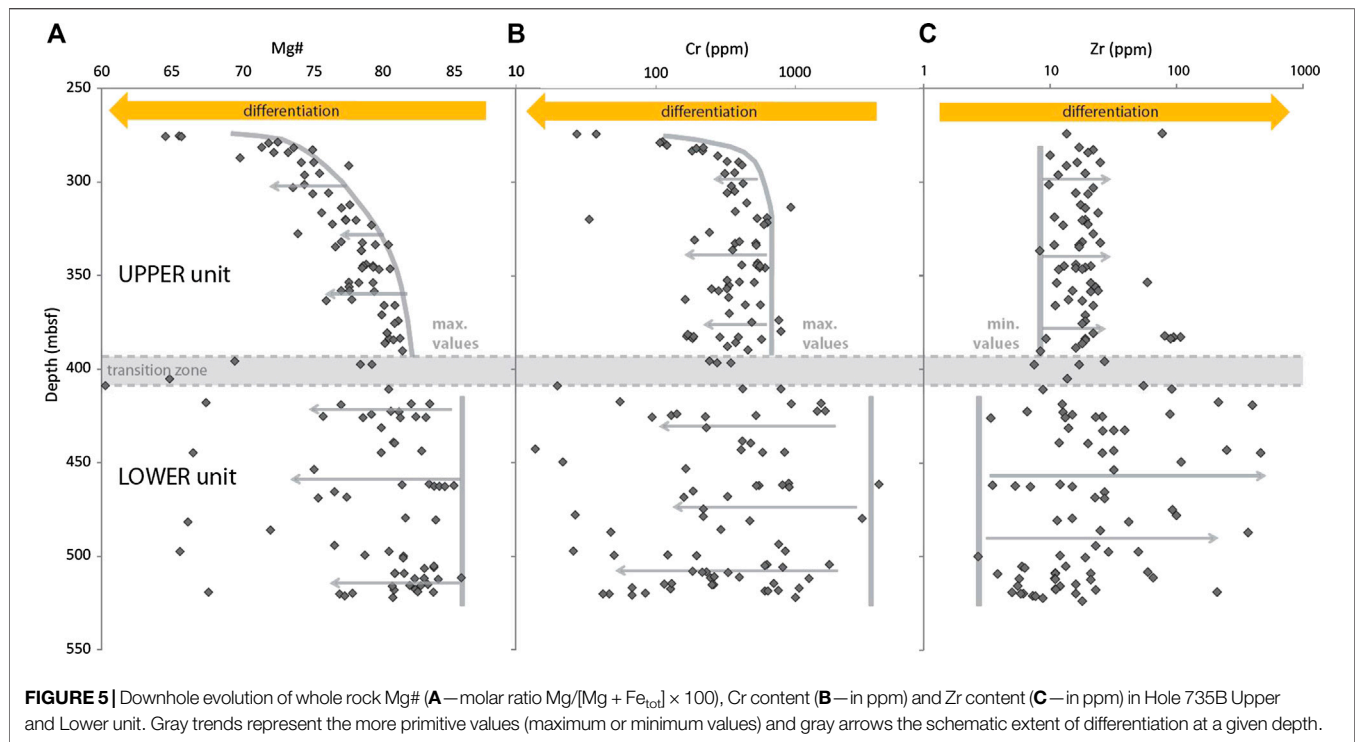 A
B
C
Mg#
Cr (ppm)
Zr (ppm)
60 65 70 75 80 85
10 100 1000
1 10 100 1000
differentiation
differentiation
differentiation
Depth (mbsf)
250
300
350
400
450
500
550
UPPER unit
max.
values
max.
values
min.
values
transition zone
LOWER unit
FIGURE 5 | Downhole evolution of whole rock Mg# (A—molar ratio Mg/[Mg + Fetot] × 100), Cr content (B—in ppm) and Zr content (C—in ppm) in Hole 735B Upper
and Lower unit. Gray trends represent the more primitive values (maximum or minimum values) and gray arrows the schematic extent of differentiation at a given depth.